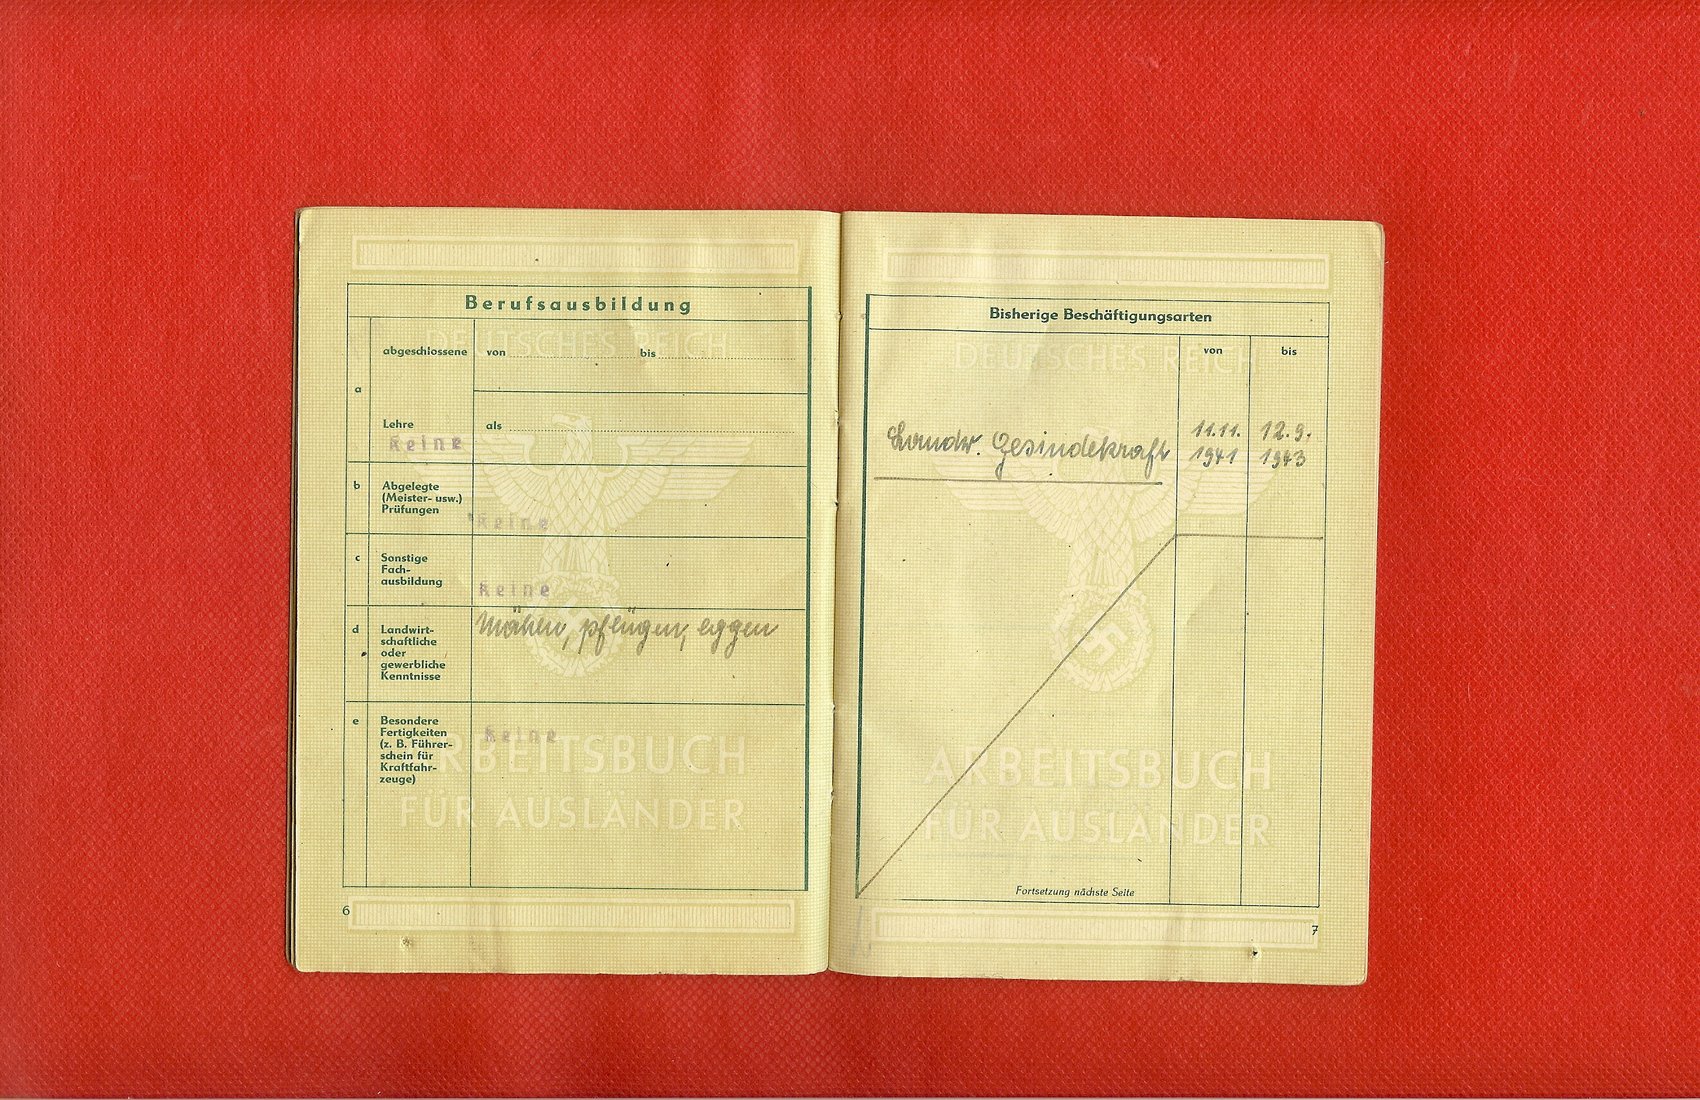 Berufsausbildung
a
abgeschlossene von bis
Lehre als
Keine
b Abgelegte
(Meister- usw.)
Prüfungen
Keine
c Sonstige
Fach-
ausbildung
Keine
d Landwirt-
schaftliche
oder
gewerbliche
Kenntnisse
Mähen, pflügen, eggen
e Besondere
Fertigkeiten
(z. B. Führer-
schein für
Kraftfahr-
zeuge)
Keine
DEUTSCHES REICH
ARBEITSBUCH
FÜR AUSLÄNDER
6
Bisherige Beschäftigungsarten
von bis
Landw. Gesindekraft 11.11. 12.9.
1941 1943
DEUTSCHES REICH
ARBEITSBUCH
FÜR AUSLÄNDER
Fortsetzung nächste Seite
7